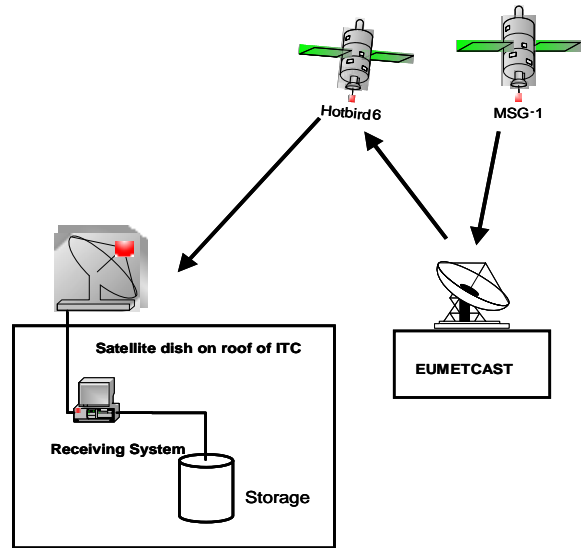 Hotbird6
MSG-1
Satellite dish on roof of ITC
EUMETCAST
Receiving System
Storage